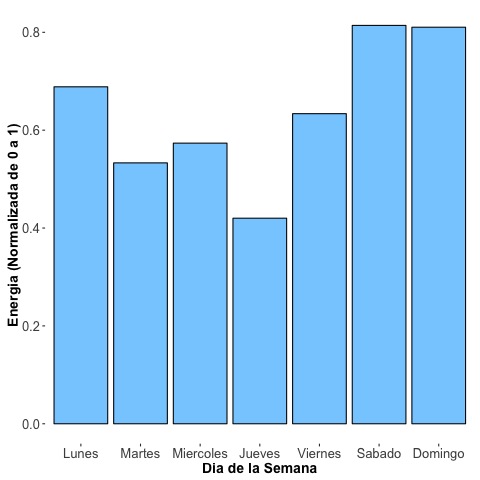 Energia (Normalizada de 0 a 1)
0.8
0.6
0.4
0.2
0.0
Lunes Martes Miercoles Jueves Viernes Sabado Domingo
Dia de la Semana